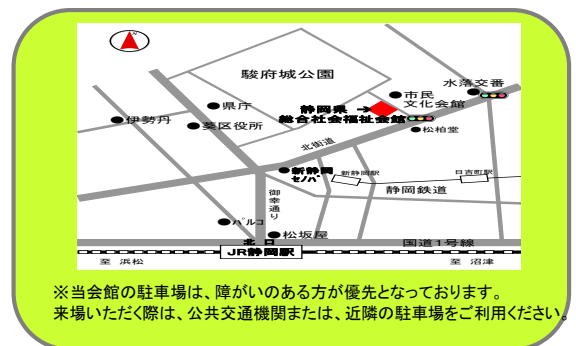 駿府城公園
水落交番
●市民
文化会館
●県庁
静岡県 →
総合社会福祉会館
●伊勢丹
●葵区役所
●松柏堂
北街道
●新静岡
セノバ
新静岡駅
日吉町駅
静岡鉄道
御幸通り
●パルコ
●松坂屋
北口
国道1号線
JR静岡駅
至 浜松
至 沼津
※当会館の駐車場は、障がいのある方が優先となっております。
来場いただく際は、公共交通機関または、近隣の駐車場をご利用ください。